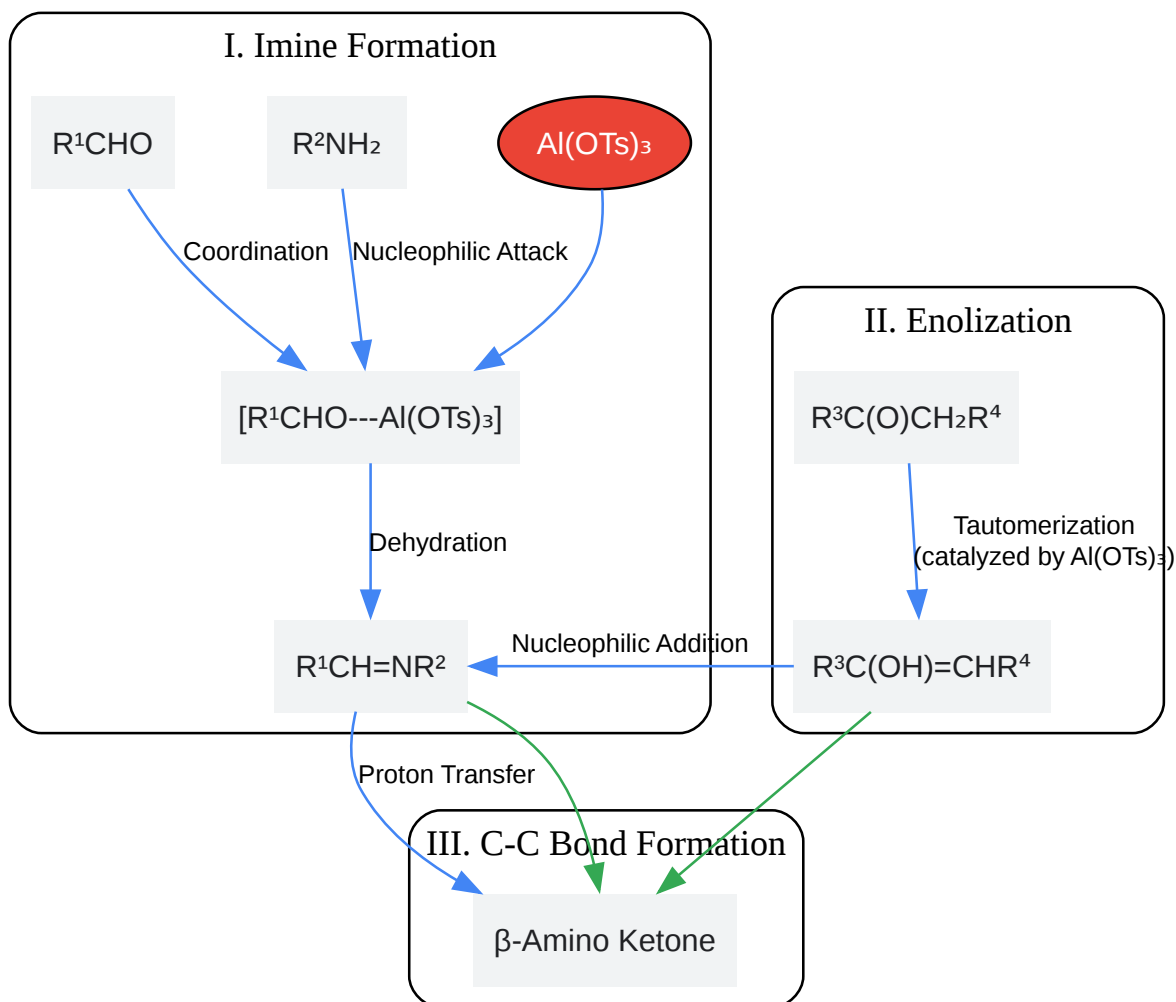 I. Imine Formation
R¹CHO
R²NH₂
Al(OTs)₃
Coordination
Nucleophilic Attack
II. Enolization
[R¹CHO---Al(OTs)₃]
R³C(O)CH₂R⁴
Dehydration
Tautomerization
(catalyzed by Al(OTs)₃)
R¹CH=NR²
Nucleophilic Addition
R³C(OH)=CHR⁴
Proton Transfer
III. C-C Bond Formation
β-Amino Ketone